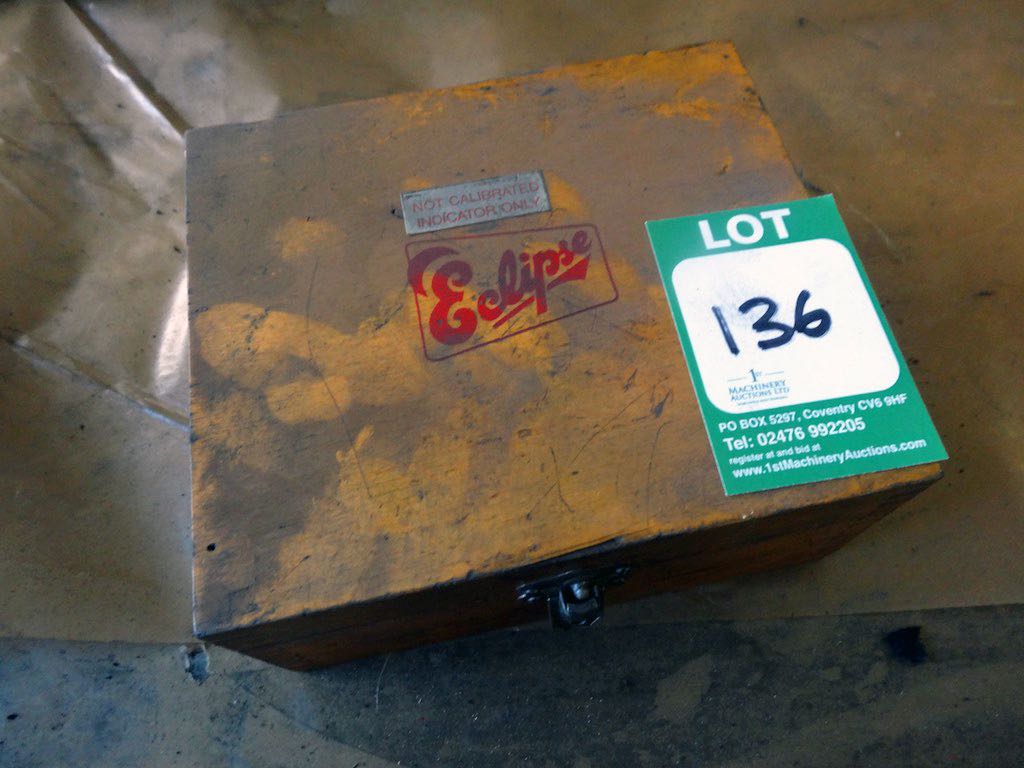 NOT CALIBRATED
INDICATOR ONLY
Eclipse
LOT
136
1ST
MACHINERY
AUCTIONS LTD
PO BOX 5297, Coventry CV6 9HF
Tel: 02476 992205
register at and bid at
www.1stMachineryAuctions.com